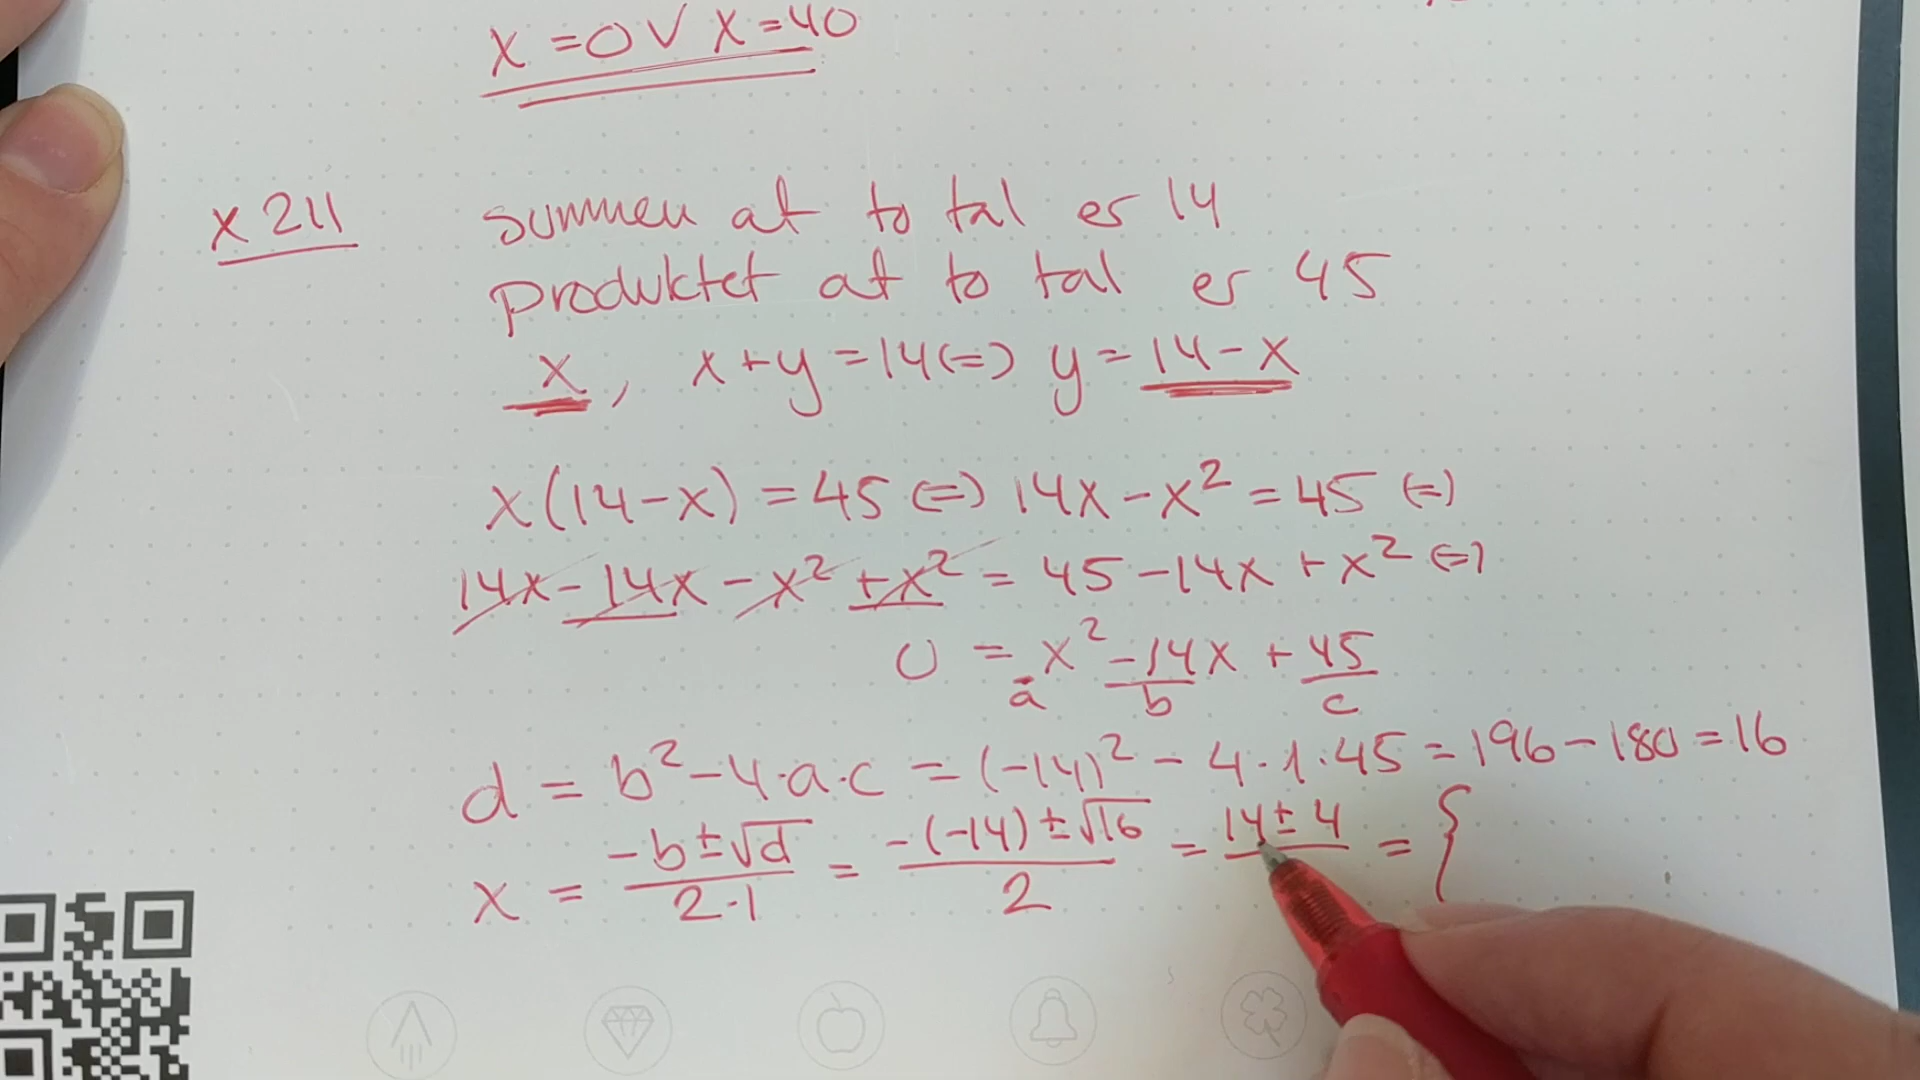 x = 0 ∨ x = 40
x 211
summen af to tal er 14
produktet af to tal er 45
x, x + y = 14 (=) y = 14 - x
x(14-x) = 45 (=) 14x - x² = 45 (=)
14x - 14x - x² + x² = 45 - 14x + x² (=)
0 = x² - 14x + 45
a b c
d = b² - 4·a·c = (-14)² - 4·1·45 = 196 - 180 = 16
x = (-b ± √d)/(2·1) = (-(-14) ± √16)/2 = (14 ± 4)/ = {